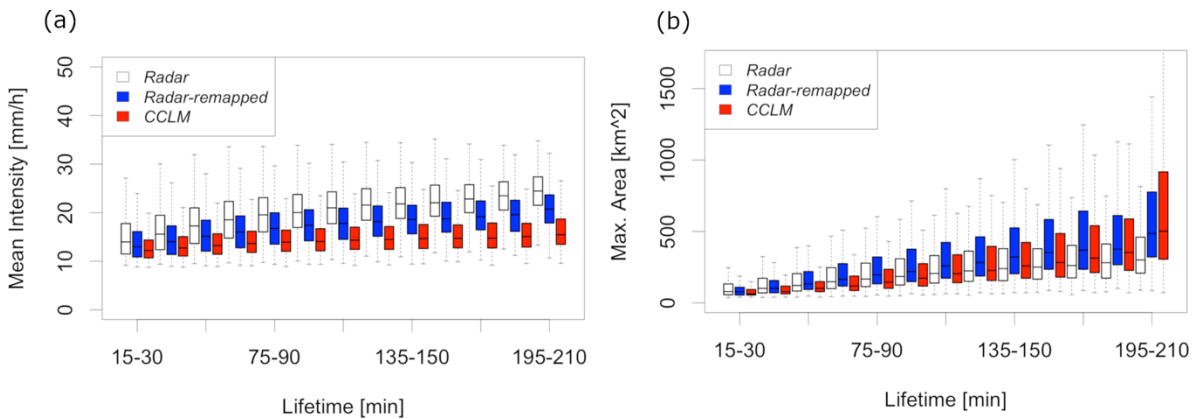 (a)
Mean Intensity [mm/h]
50
40
30
20
10
0
Radar
Radar-remapped
CCLM
15-30
75-90
135-150
195-210
Lifetime [min]
(b)
Max. Area [km^2]
1500
1000
500
0
Radar
Radar-remapped
CCLM
15-30
75-90
135-150
195-210
Lifetime [min]